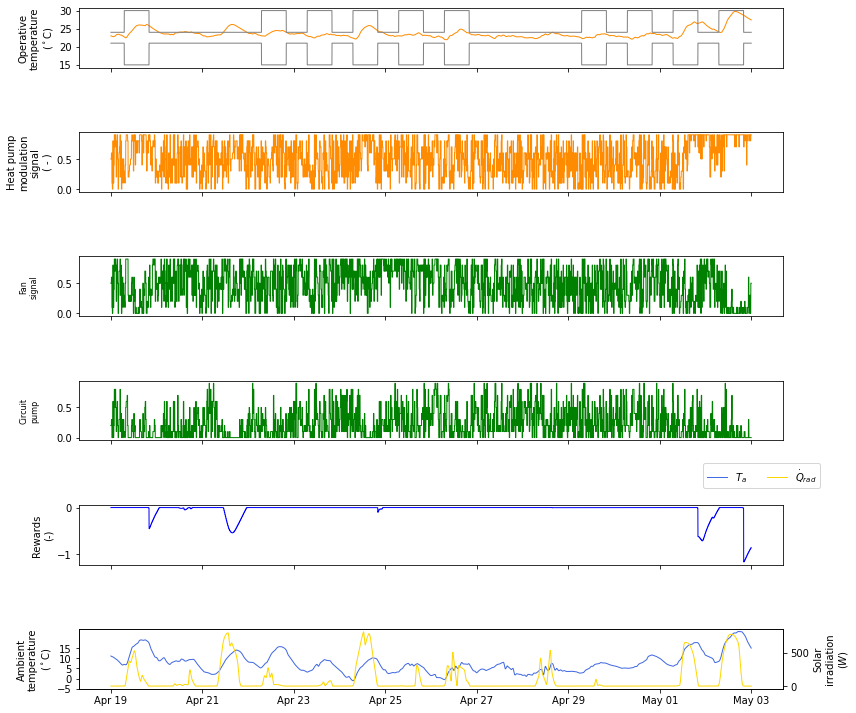 Operative
temperature
(°C)
30
25
20
15
Heat pump
modulation
signal
( - )
0.5
0.0
Fan
signal
0.5
0.0
Circuit
pump
0.5
0.0
T_a
Q̇_rad
Rewards
(-)
0
−1
Ambient
temperature
(°C)
15
10
5
0
−5
Solar
irradiation
(W)
500
0
Apr 19 Apr 21 Apr 23 Apr 25 Apr 27 Apr 29 May 01 May 03